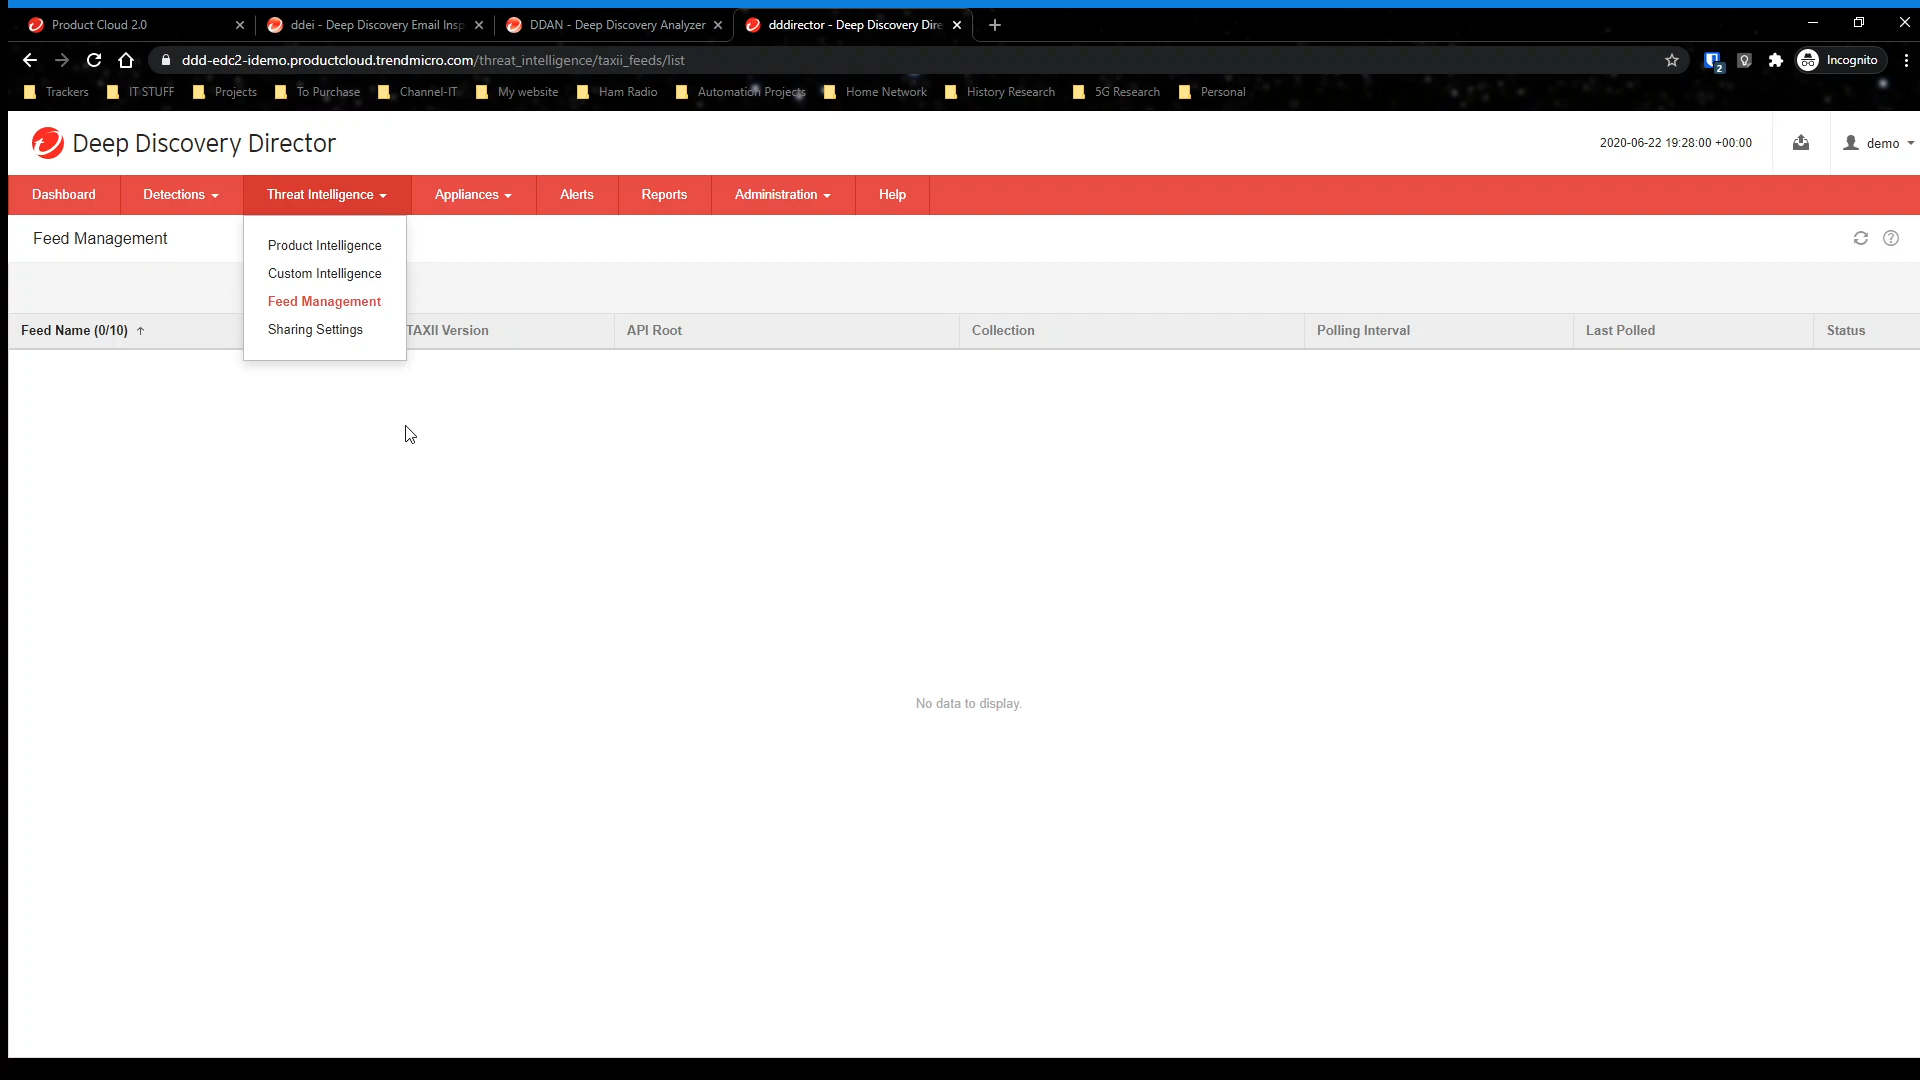 Product Cloud 2.0
ddei - Deep Discovery Email Insp
DDAN - Deep Discovery Analyzer
dddirector - Deep Discovery Dire
ddd-edc2-idemo.productcloud.trendmicro.com/threat_intelligence/taxii_feeds/list
2
Incognito
Trackers
IT STUFF
Projects
To Purchase
Channel-IT
My website
Ham Radio
Automation Projects
Home Network
History Research
5G Research
Personal
Deep Discovery Director
2020-06-22 19:28:00 +00:00
demo
Dashboard
Detections
Threat Intelligence
Appliances
Alerts
Reports
Administration
Help
Feed Management
Product Intelligence
Custom Intelligence
Feed Management
Sharing Settings
Feed Name (0/10)
TAXII Version
API Root
Collection
Polling Interval
Last Polled
Status
No data to display.